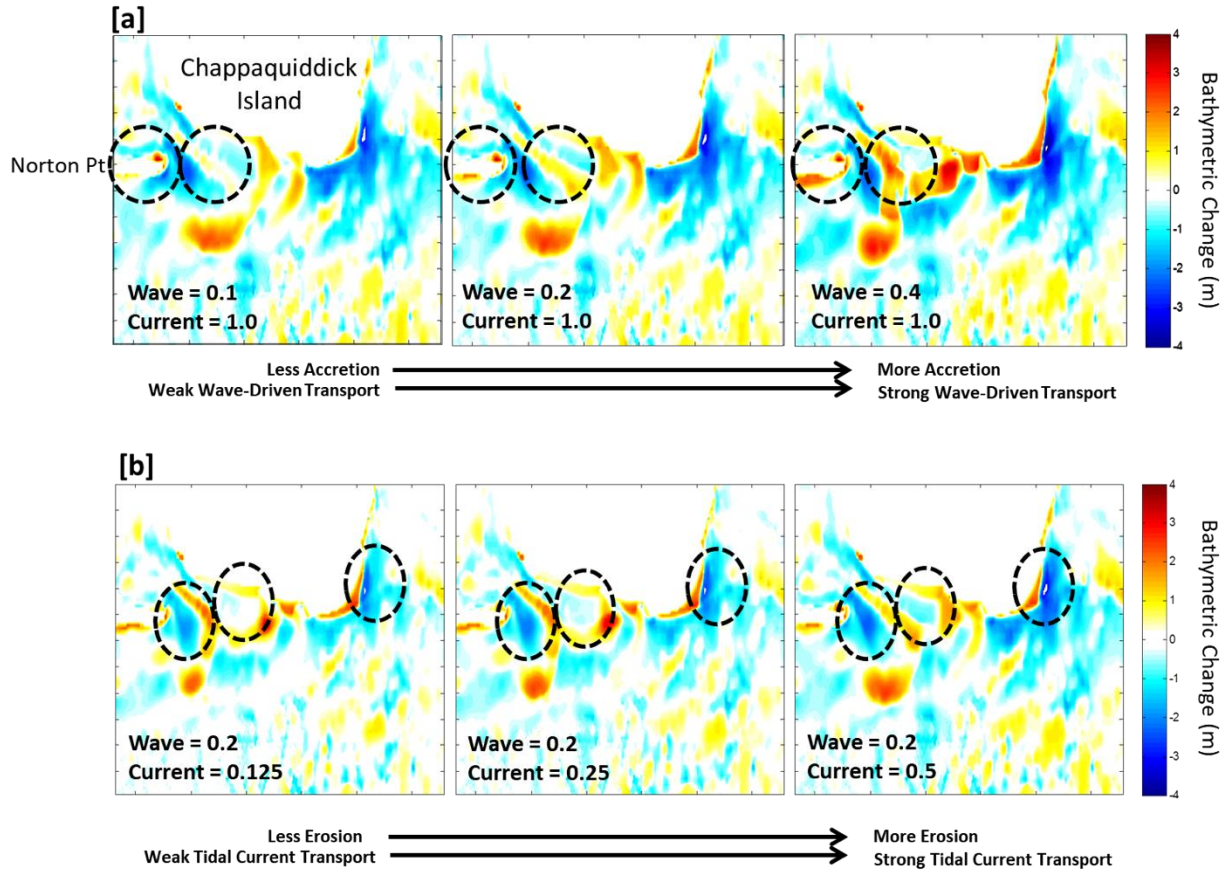 [a]
Chappaquiddick
Island
Norton Pt
Wave = 0.1
Current = 1.0
Wave = 0.2
Current = 1.0
Wave = 0.4
Current = 1.0
4
3
2
1
0
-1
-2
-3
-4
Bathymetric Change (m)
Less Accretion
More Accretion
Weak Wave-Driven Transport
Strong Wave-Driven Transport
[b]
Wave = 0.2
Current = 0.125
Wave = 0.2
Current = 0.25
Wave = 0.2
Current = 0.5
4
3
2
1
0
-1
-2
-3
-4
Bathymetric Change (m)
Less Erosion
More Erosion
Weak Tidal Current Transport
Strong Tidal Current Transport